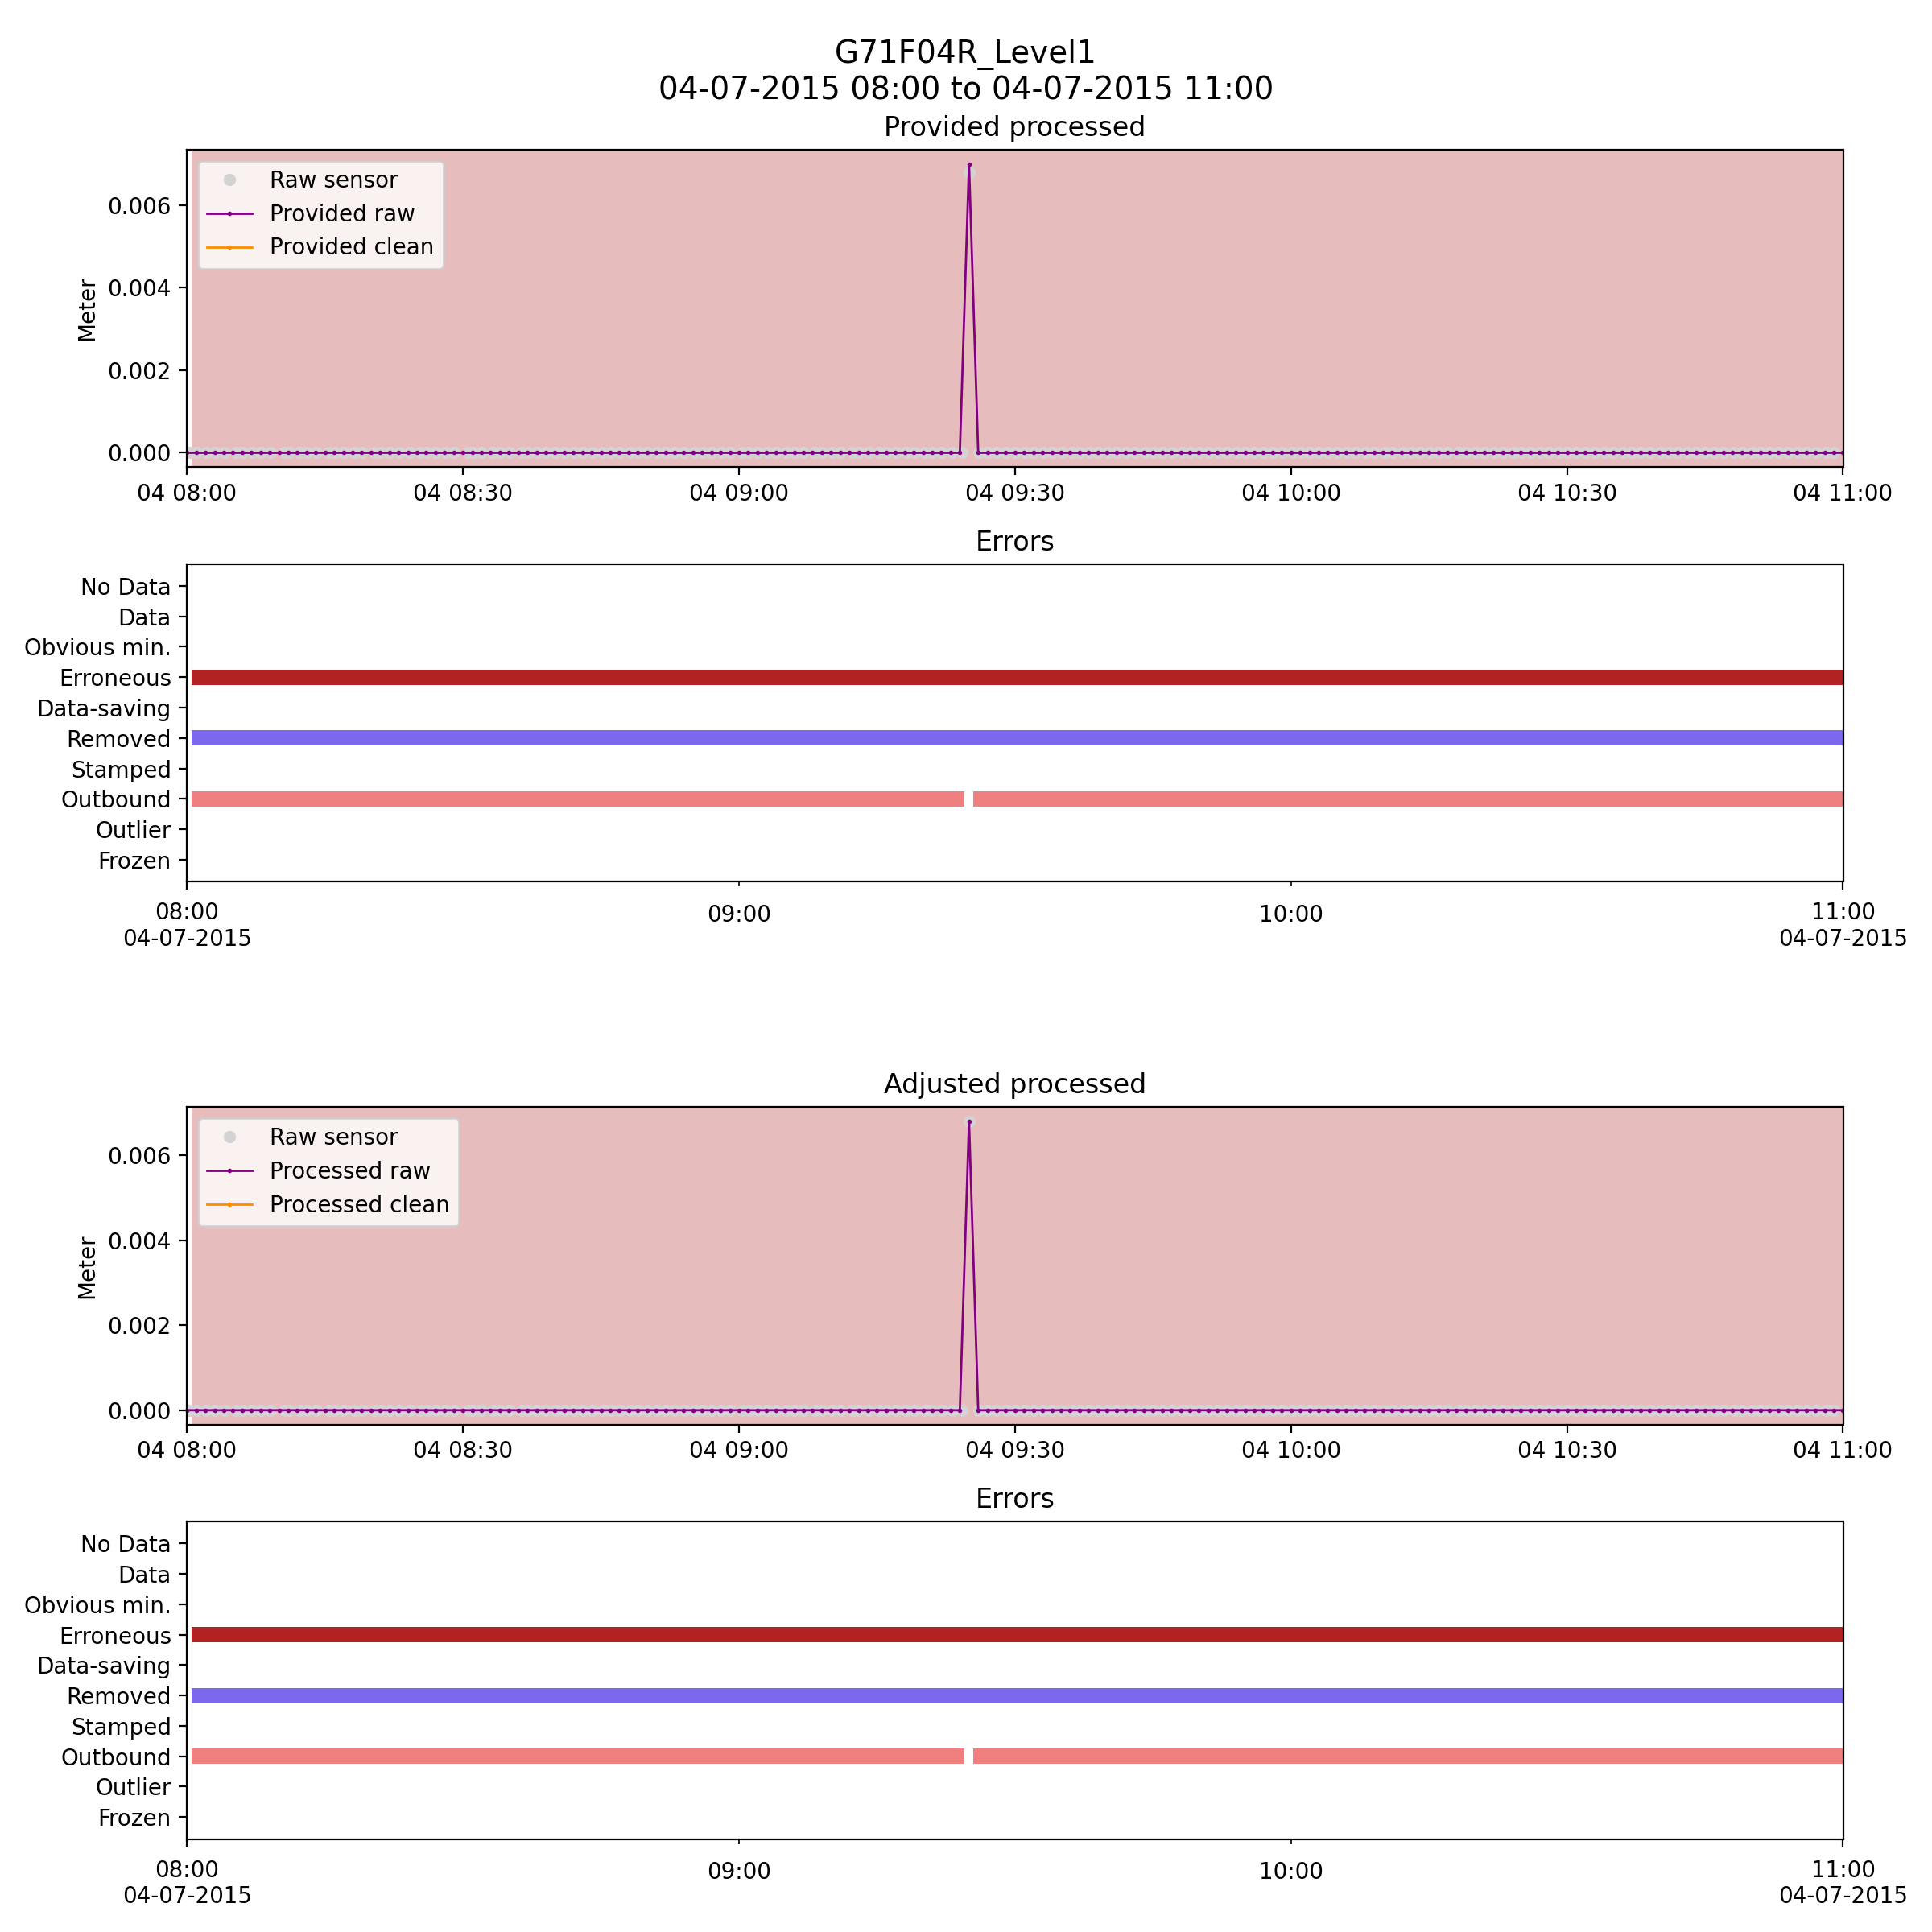 G71F04R_Level1
04-07-2015 08:00 to 04-07-2015 11:00
Provided processed
Raw sensor
Provided raw
Provided clean
Meter
0.006
0.004
0.002
0.000
04 08:00 04 08:30 04 09:00 04 09:30 04 10:00 04 10:30 04 11:00
Errors
No Data
Data
Obvious min.
Erroneous
Data-saving
Removed
Stamped
Outbound
Outlier
Frozen
08:00 09:00 10:00 11:00
04-07-2015 04-07-2015
Adjusted processed
Raw sensor
Processed raw
Processed clean
Meter
0.006
0.004
0.002
0.000
04 08:00 04 08:30 04 09:00 04 09:30 04 10:00 04 10:30 04 11:00
Errors
No Data
Data
Obvious min.
Erroneous
Data-saving
Removed
Stamped
Outbound
Outlier
Frozen
08:00 09:00 10:00 11:00
04-07-2015 04-07-2015